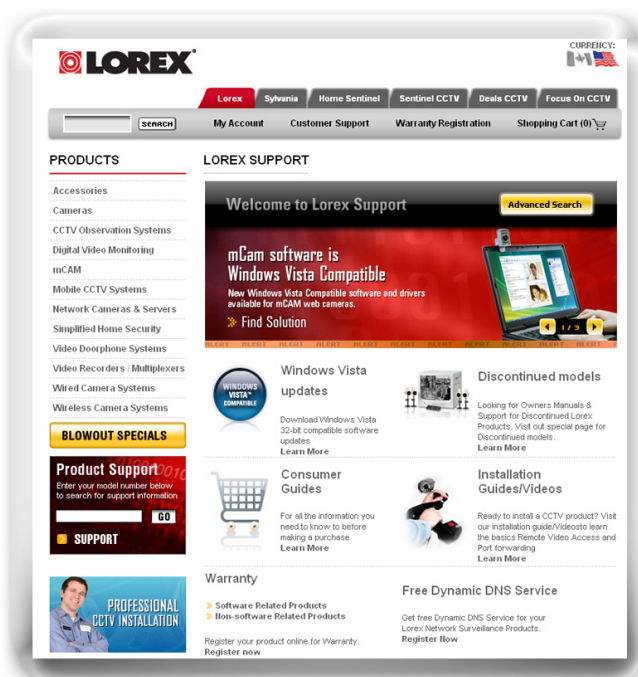 CURRENCY:
LOREX
Lorex Sylvania Home Sentinel Sentinel CCTV Deals CCTV Focus On CCTV
SEARCH My Account Customer Support Warranty Registration Shopping Cart (0)
PRODUCTS
Accessories
Cameras
CCTV Observation Systems
Digital Video Monitoring
mCAM
Mobile CCTV Systems
Network Cameras & Servers
Simplified Home Security
Video Doorphone Systems
Video Recorders / Multiplexers
Wired Camera Systems
Wireless Camera Systems
BLOWOUT SPECIALS
Product Support
Enter your model number below
to search for support information
GO
SUPPORT
PROFESSIONAL
CCTV INSTALLATION
LOREX SUPPORT
Welcome to Lorex Support
Advanced Search
mCam software is
Windows Vista Compatible
New Windows Vista Compatible software and drivers
available for mCAM web cameras.
Find Solution
1 / 3
ALERT ALERT ALERT ALERT ALERT ALERT ALERT ALERT
WINDOWS
VISTA™
COMPATIBLE
Windows Vista
updates
Download Windows Vista
32-bit compatible software
updates
Learn More
Discontinued models
Looking for Owners Manuals &
Support for Discontinued Lorex
Products. Visit out special page for
Discontinued models.
Learn More
Consumer
Guides
For all the information you
need to know to before
making a purchase
Learn More
Installation
Guides/Videos
Ready to install a CCTV product? Visit
our installation guide/Videosto learn
the basics Remote Video Access and
Port forwarding
Learn More
Warranty
Software Related Products
Non-software Related Products
Register your product online for Warranty.
Register now
Free Dynamic DNS Service
Get free Dynamic DNS Service for your
Lorex Network Surveillance Products.
Register Now